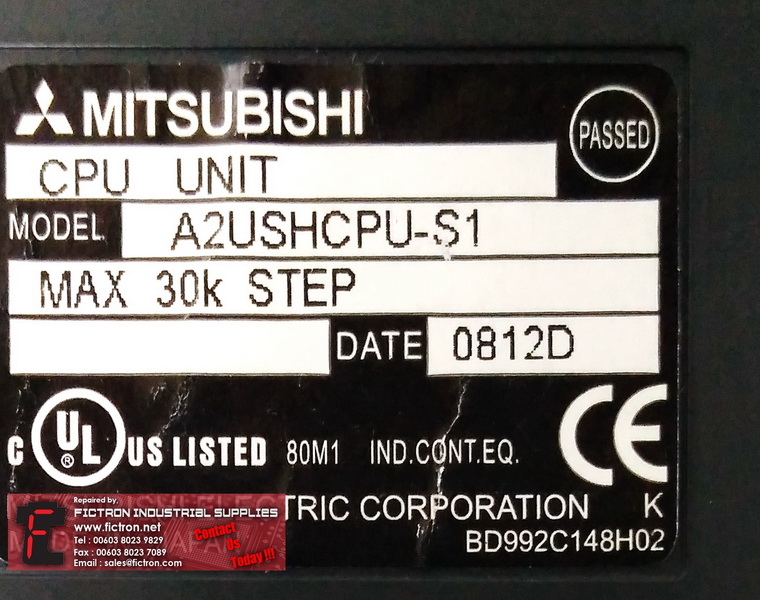 MITSUBISHI
PASSED
CPU UNIT
MODEL A2USHCPU-S1
MAX 30k STEP
DATE 0812D
C UL ® US LISTED 80M1 IND.CONT.EQ. CE
TRIC CORPORATION K
BD992C148H02
Repaired by,
FICTRON INDUSTRIAL SUPPLIES
www.fictron.net
Tel : 00603 8023 9829
Fax : 00603 8023 7089
Email : sales@fictron.com
Contact
Us
Today !!!